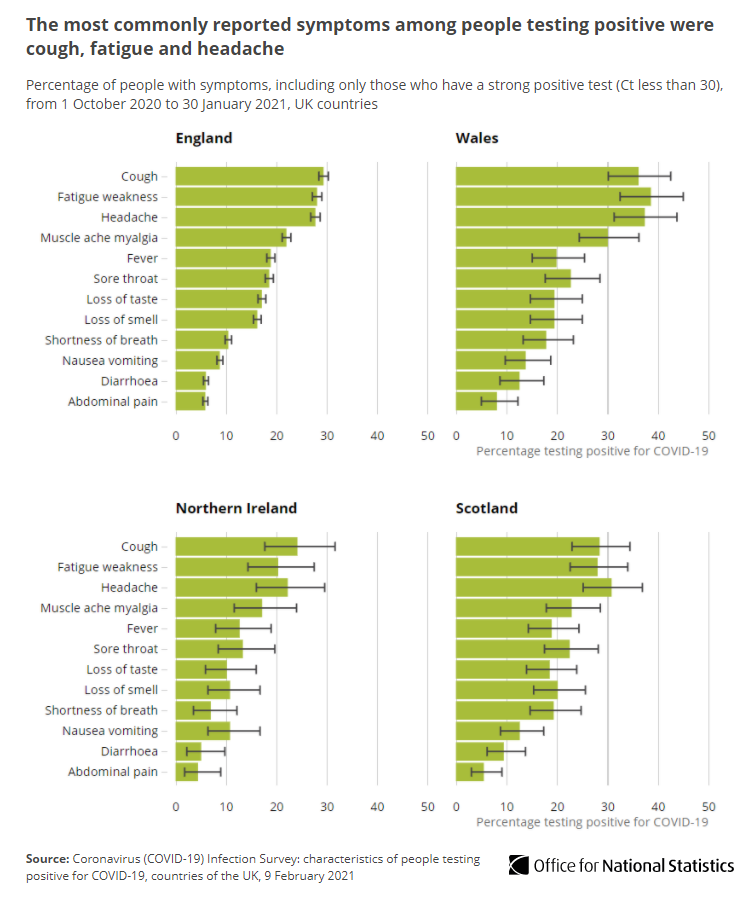 The most commonly reported symptoms among people testing positive were
cough, fatigue and headache
Percentage of people with symptoms, including only those who have a strong positive test (Ct less than 30),
from 1 October 2020 to 30 January 2021, UK countries
England
Wales
Cough
Fatigue weakness
Headache
Muscle ache myalgia
Fever
Sore throat
Loss of taste
Loss of smell
Shortness of breath
Nausea vomiting
Diarrhoea
Abdominal pain
0 10 20 30 40 50
0 10 20 30 40 50
Percentage testing positive for COVID-19
Northern Ireland
Scotland
Cough
Fatigue weakness
Headache
Muscle ache myalgia
Fever
Sore throat
Loss of taste
Loss of smell
Shortness of breath
Nausea vomiting
Diarrhoea
Abdominal pain
0 10 20 30 40 50
0 10 20 30 40 50
Percentage testing positive for COVID-19
Source: Coronavirus (COVID-19) Infection Survey: characteristics of people testing
positive for COVID-19, countries of the UK, 9 February 2021
Office for National Statistics